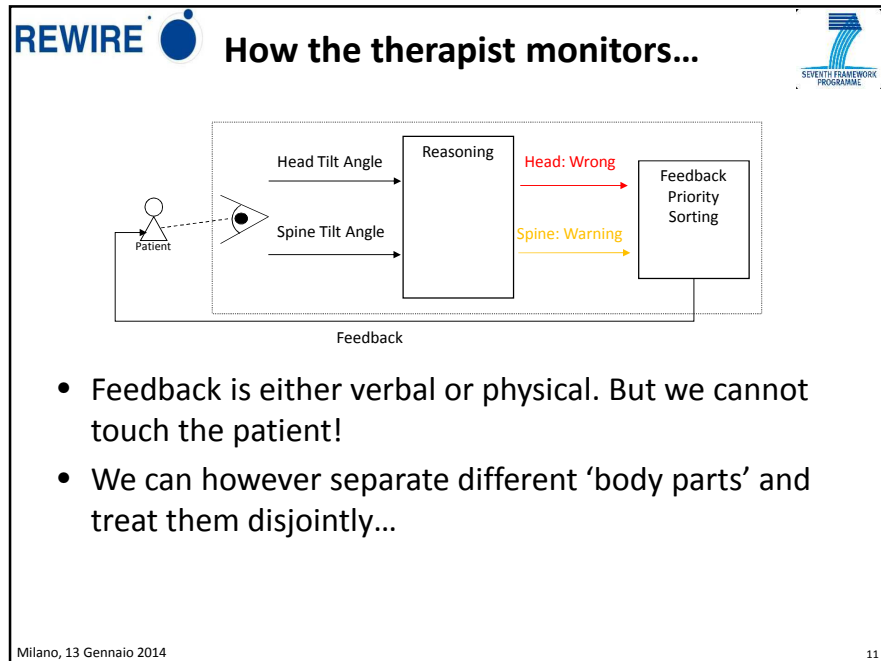 REWIRE
How the therapist monitors…
SEVENTH FRAMEWORK
PROGRAMME
Head Tilt Angle
Reasoning
Head: Wrong
Feedback
Priority
Sorting
Spine Tilt Angle
Spine: Warning
Patient
Feedback
• Feedback is either verbal or physical. But we cannot
touch the patient!
• We can however separate different ‘body parts’ and
treat them disjointly…
Milano, 13 Gennaio 2014
11